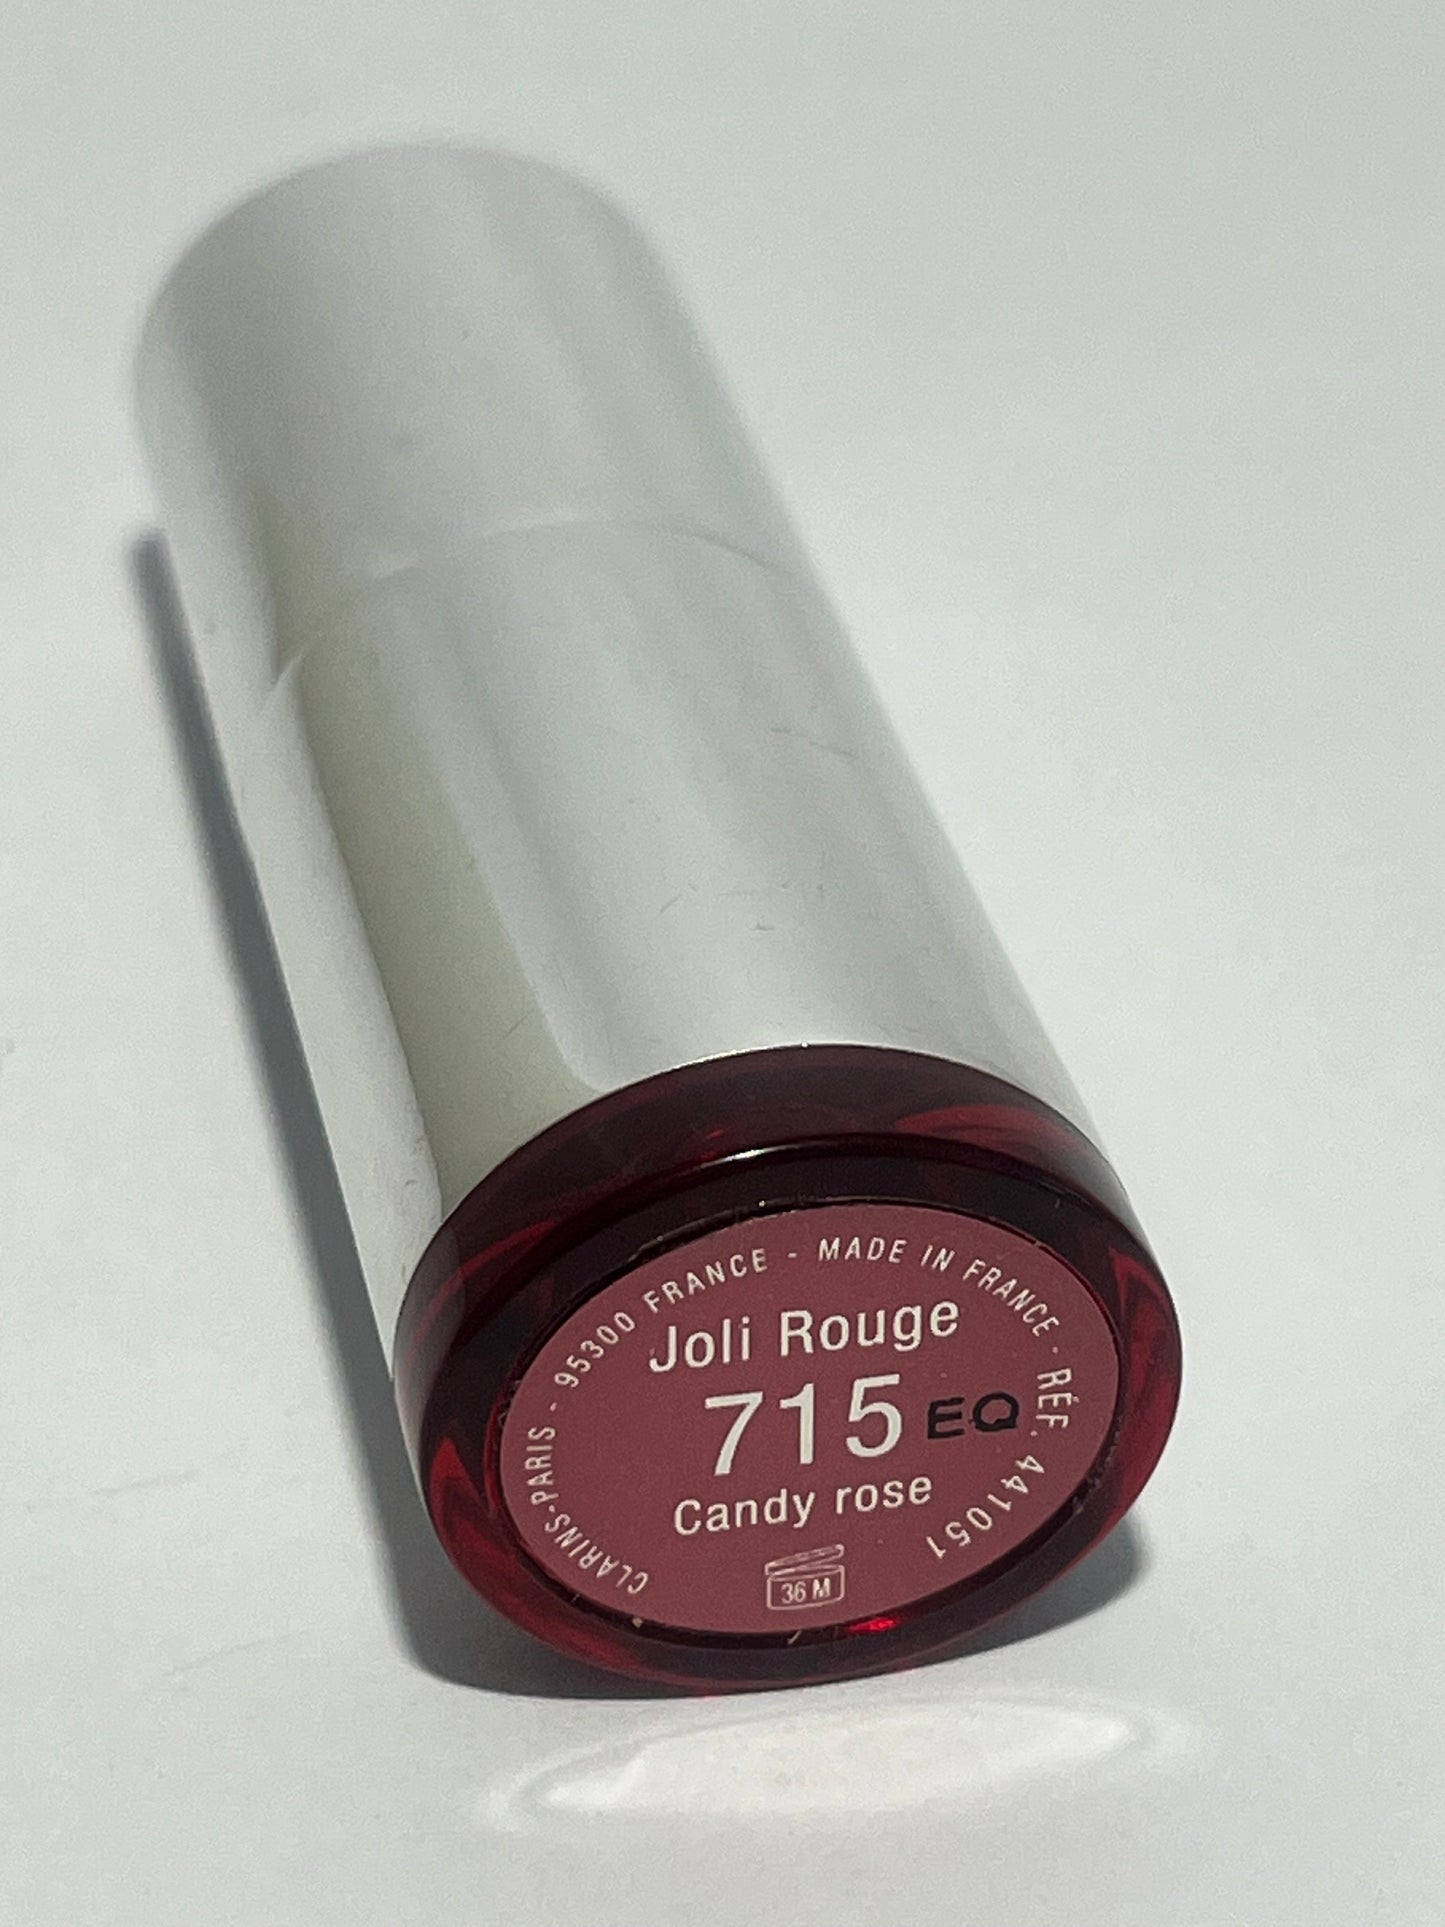 CLARINS-PARIS - 95300 FRANCE - MADE IN FRANCE - RÉF. 441051
Joli Rouge
715 EQ
Candy rose
36 M